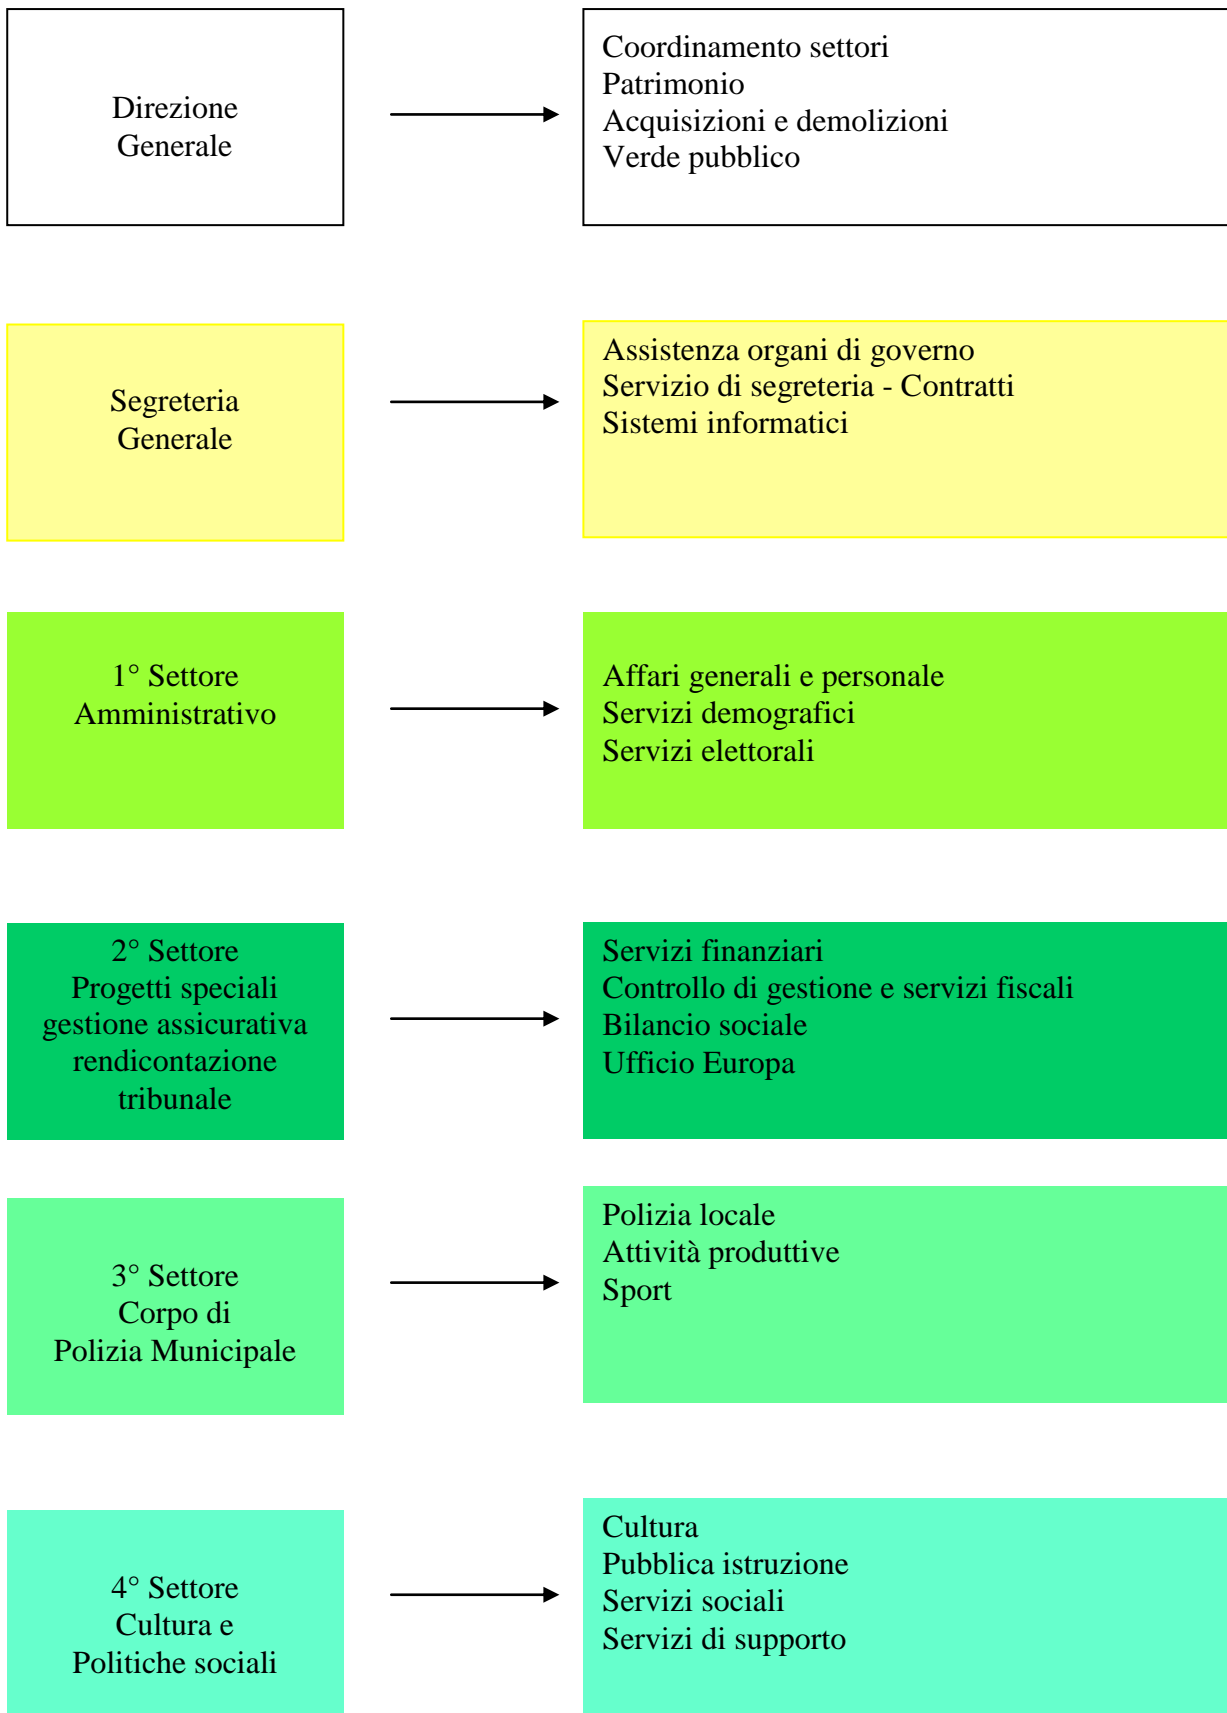 Direzione
Generale
Coordinamento settori
Patrimonio
Acquisizioni e demolizioni
Verde pubblico
Segreteria
Generale
Assistenza organi di governo
Servizio di segreteria - Contratti
Sistemi informatici
1° Settore
Amministrativo
Affari generali e personale
Servizi demografici
Servizi elettorali
2° Settore
Progetti speciali
gestione assicurativa
rendicontazione
tribunale
Servizi finanziari
Controllo di gestione e servizi fiscali
Bilancio sociale
Ufficio Europa
3° Settore
Corpo di
Polizia Municipale
Polizia locale
Attività produttive
Sport
4° Settore
Cultura e
Politiche sociali
Cultura
Pubblica istruzione
Servizi sociali
Servizi di supporto